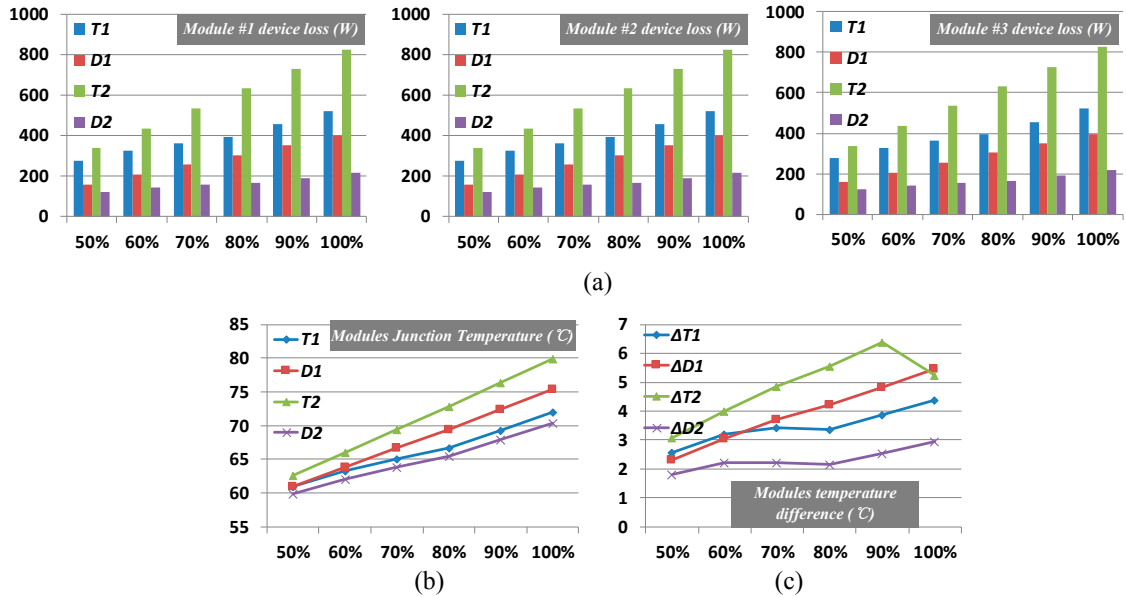 Module #1 device loss (W)
1000
800
600
400
200
0
T1
D1
T2
D2
50% 60% 70% 80% 90% 100%
Module #2 device loss (W)
1000
800
600
400
200
0
T1
D1
T2
D2
50% 60% 70% 80% 90% 100%
Module #3 device loss (W)
1000
800
600
400
200
0
T1
D1
T2
D2
50% 60% 70% 80% 90% 100%
(a)
Modules Junction Temperature (℃)
85
80
75
70
65
60
55
T1
D1
T2
D2
50% 60% 70% 80% 90% 100%
(b)
7
6
5
4
3
2
1
0
ΔT1
ΔD1
ΔT2
ΔD2
Modules temperature
difference (℃)
50% 60% 70% 80% 90% 100%
(c)